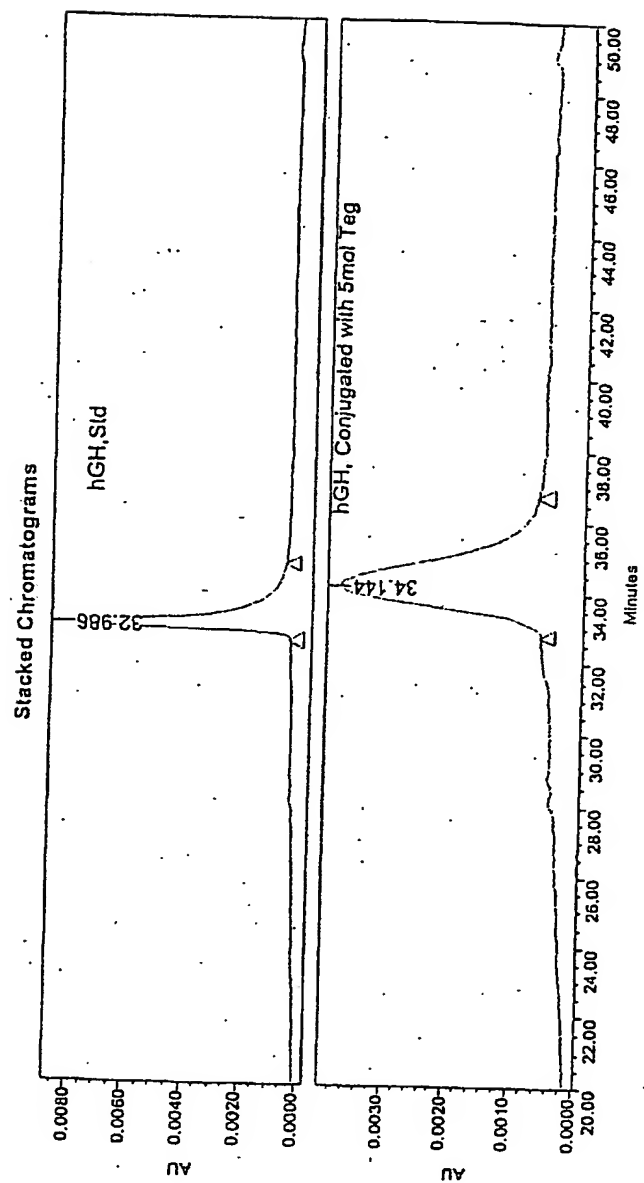 Stacked Chromatograms
hGH,Std
32.986
0.0080
0.0060
0.0040
0.0020
0.0000
AU
hGH, Conjugated with 5mol Teg
34.144
0.0030
0.0020
0.0010
0.0000
AU
20.00 22.00 24.00 26.00 28.00 30.00 32.00 34.00 36.00 38.00 40.00 42.00 44.00 46.00 48.00 50.00
Minutes